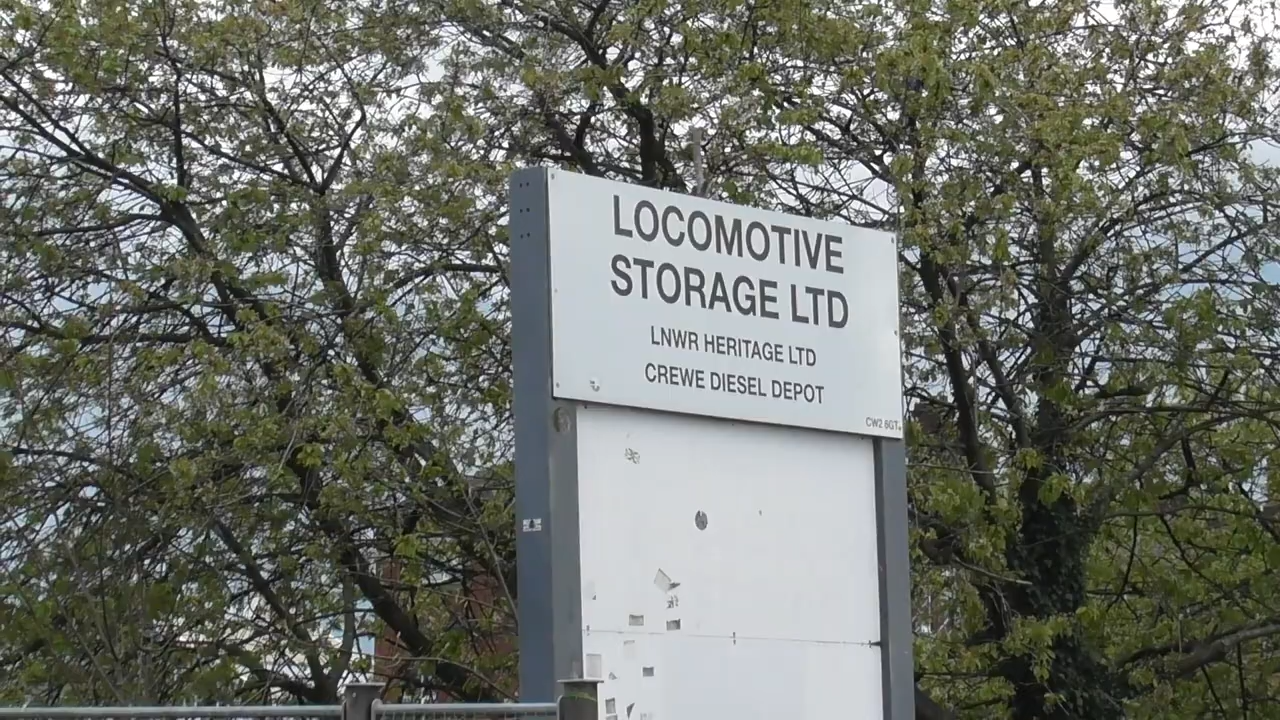 LOCOMOTIVE
STORAGE LTD
LNWR HERITAGE LTD
CREWE DIESEL DEPOT
CW2 6GT